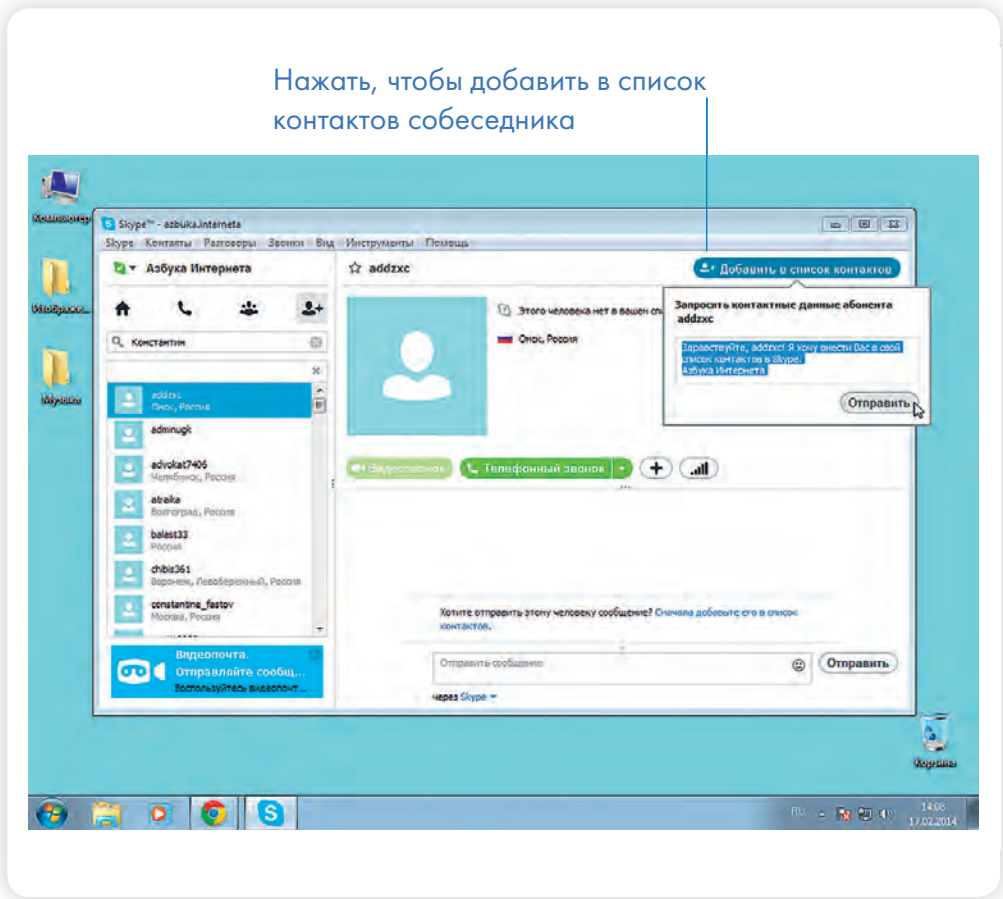 Нажать, чтобы добавить в список
контактов собеседника
Компьютер
Skype™ - azbuka.interneta
Skype Контакты Разговоры Звонки Вид Инструменты Помощь
Азбука Интернета
addzxc
Добавить в список контактов
Запросить контактные данные абонента
addzxc
Этого человека нет в вашем
Здравствуйте, addzxc! Я хочу внести Вас в свой
список контактов в Skype.
Азбука Интернета
Отправить
Константин
Омск, Россия
addzxc
Омск, Россия
adminugk
advokat7406
Челябинск, Россия
Видеозвонок
Телефонный звонок
atraika
Волгоград, Россия
balast33
Россия
chibis361
Воронеж, Левобережный, Россия
constantine_fastov
Москва, Россия
Хотите отправить этому человеку сообщение? Сначала добавьте его в список
контактов.
Видеопочта.
Отправляйте сообщ...
Воспользуйтесь видеопочт...
Отправить сообщение
Отправить
через Skype
Корзина
Музыка
RU
14:08
17.02.2014